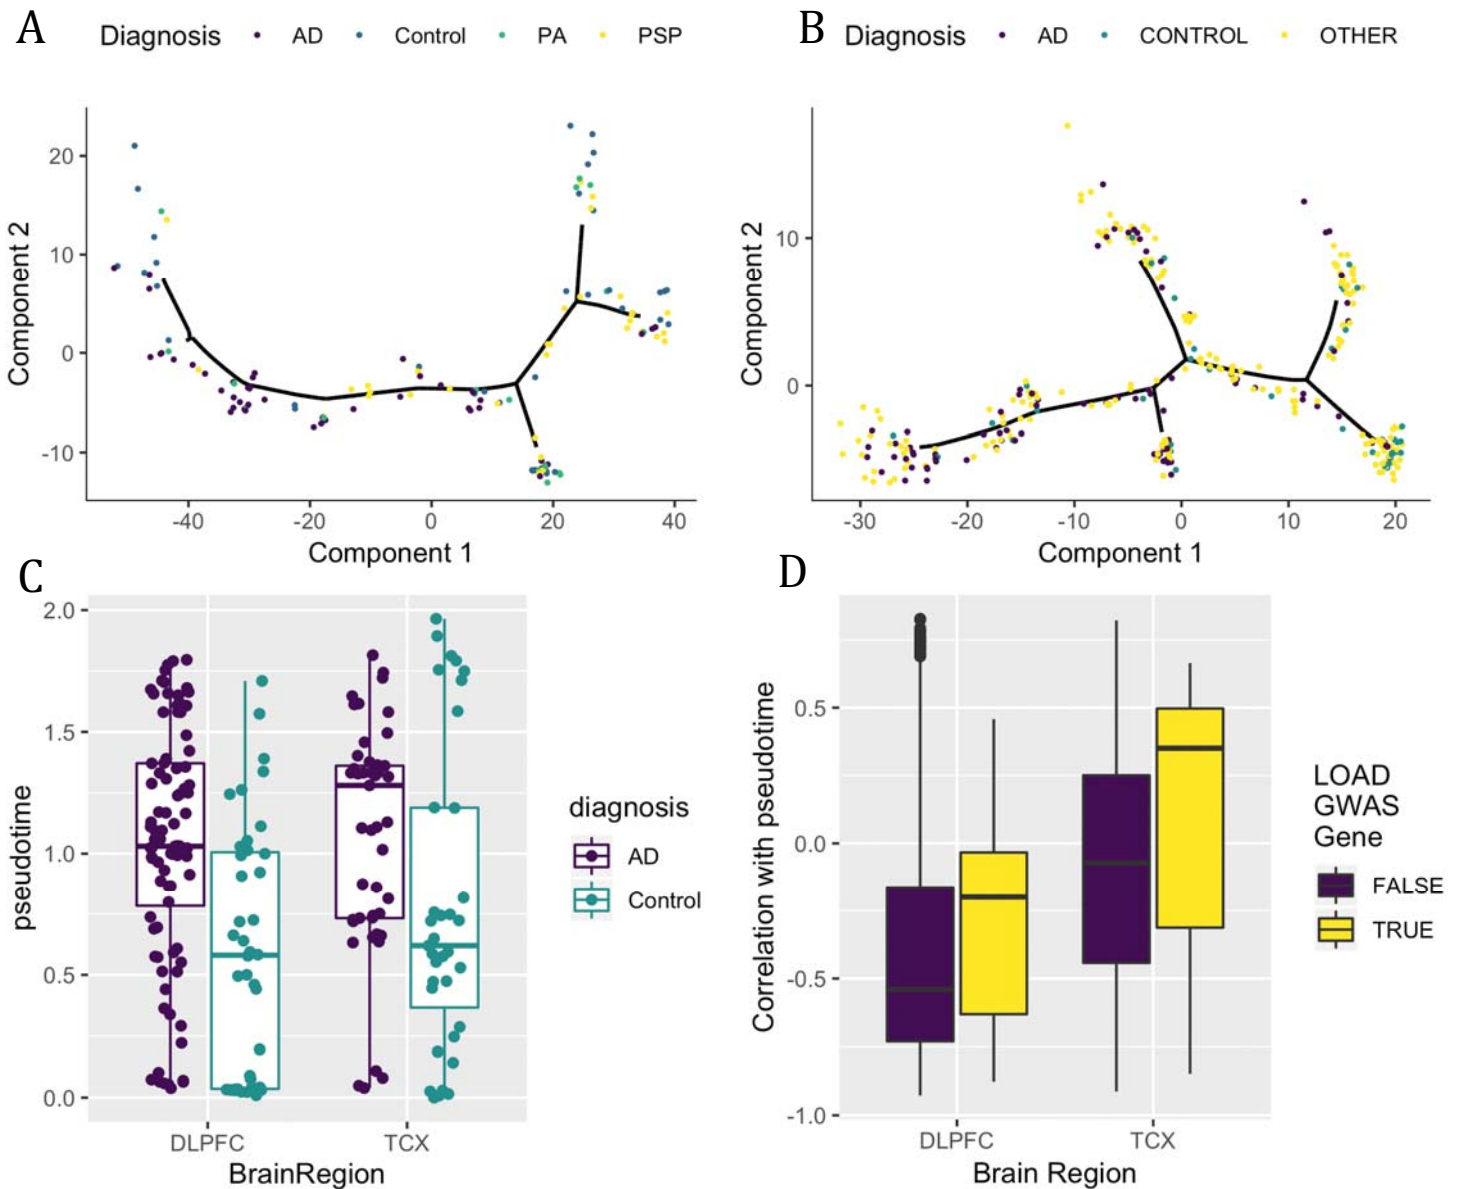 A
Diagnosis AD Control PA PSP
20
10
0
-10
Component 2
-40 -20 0 20 40
Component 1
B
Diagnosis AD CONTROL OTHER
10
0
Component 2
-30 -20 -10 0 10 20
Component 1
C
2.0
1.5
1.0
0.5
0.0
pseudotime
DLPFC TCX
BrainRegion
diagnosis
AD
Control
D
0.5
0.0
-0.5
-1.0
Correlation with pseudotime
DLPFC TCX
Brain Region
LOAD
GWAS
Gene
FALSE
TRUE